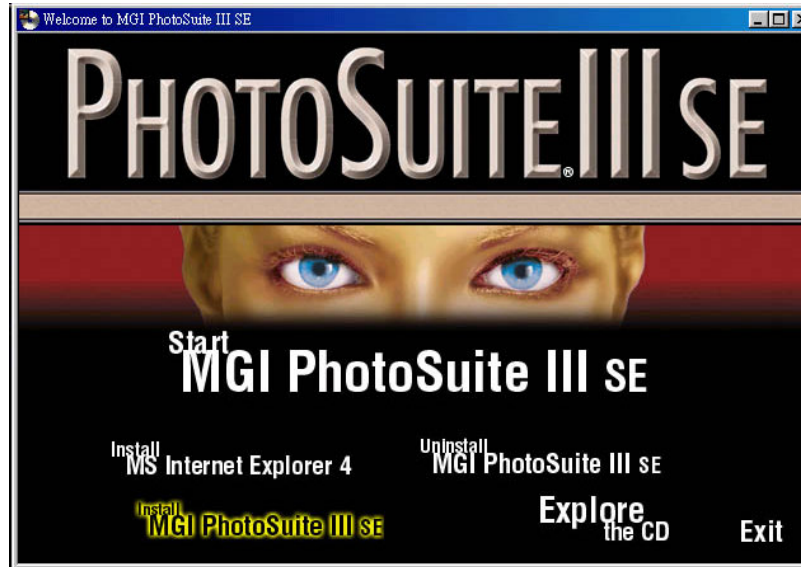 Welcome to MGI PhotoSuite III SE
PHOTOSUITE® III SE
Start
MGI PhotoSuite III SE
Install
MS Internet Explorer 4
Uninstall
MGI PhotoSuite III SE
Install
MGI PhotoSuite III SE
Explore
the CD
Exit